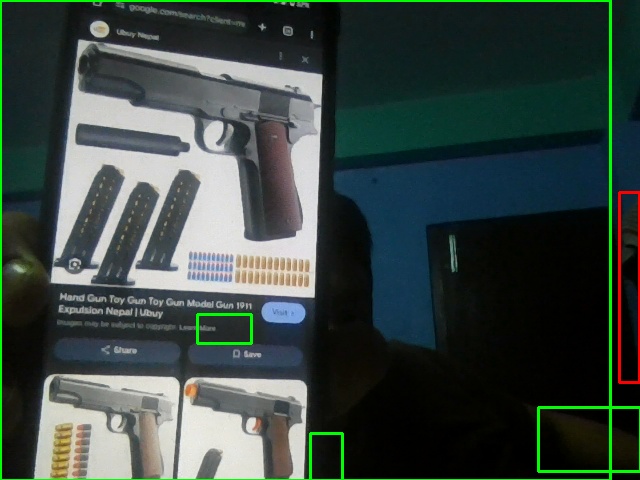 google.com/search?client=m
Ubuy Nepal
Hand Gun Toy Gun Toy Gun Model Gun 1911
Expulsion Nepal | Ubuy
Visit
Images may be subject to copyright. Learn More
Share
Save